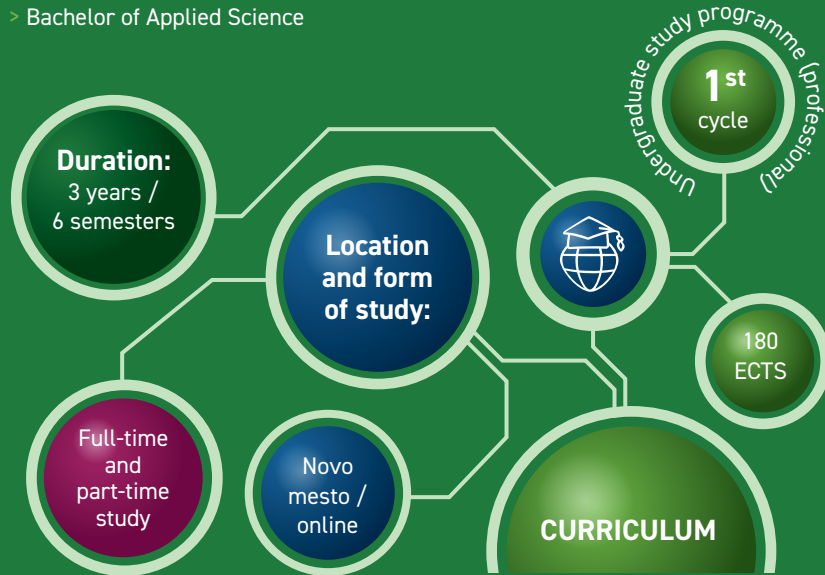 > Bachelor of Applied Science
Undergraduate study programme (professional)
1st
cycle
Duration:
3 years /
6 semesters
Location
and form
of study:
180
ECTS
Full-time
and
part-time
study
Novo
mesto /
online
CURRICULUM